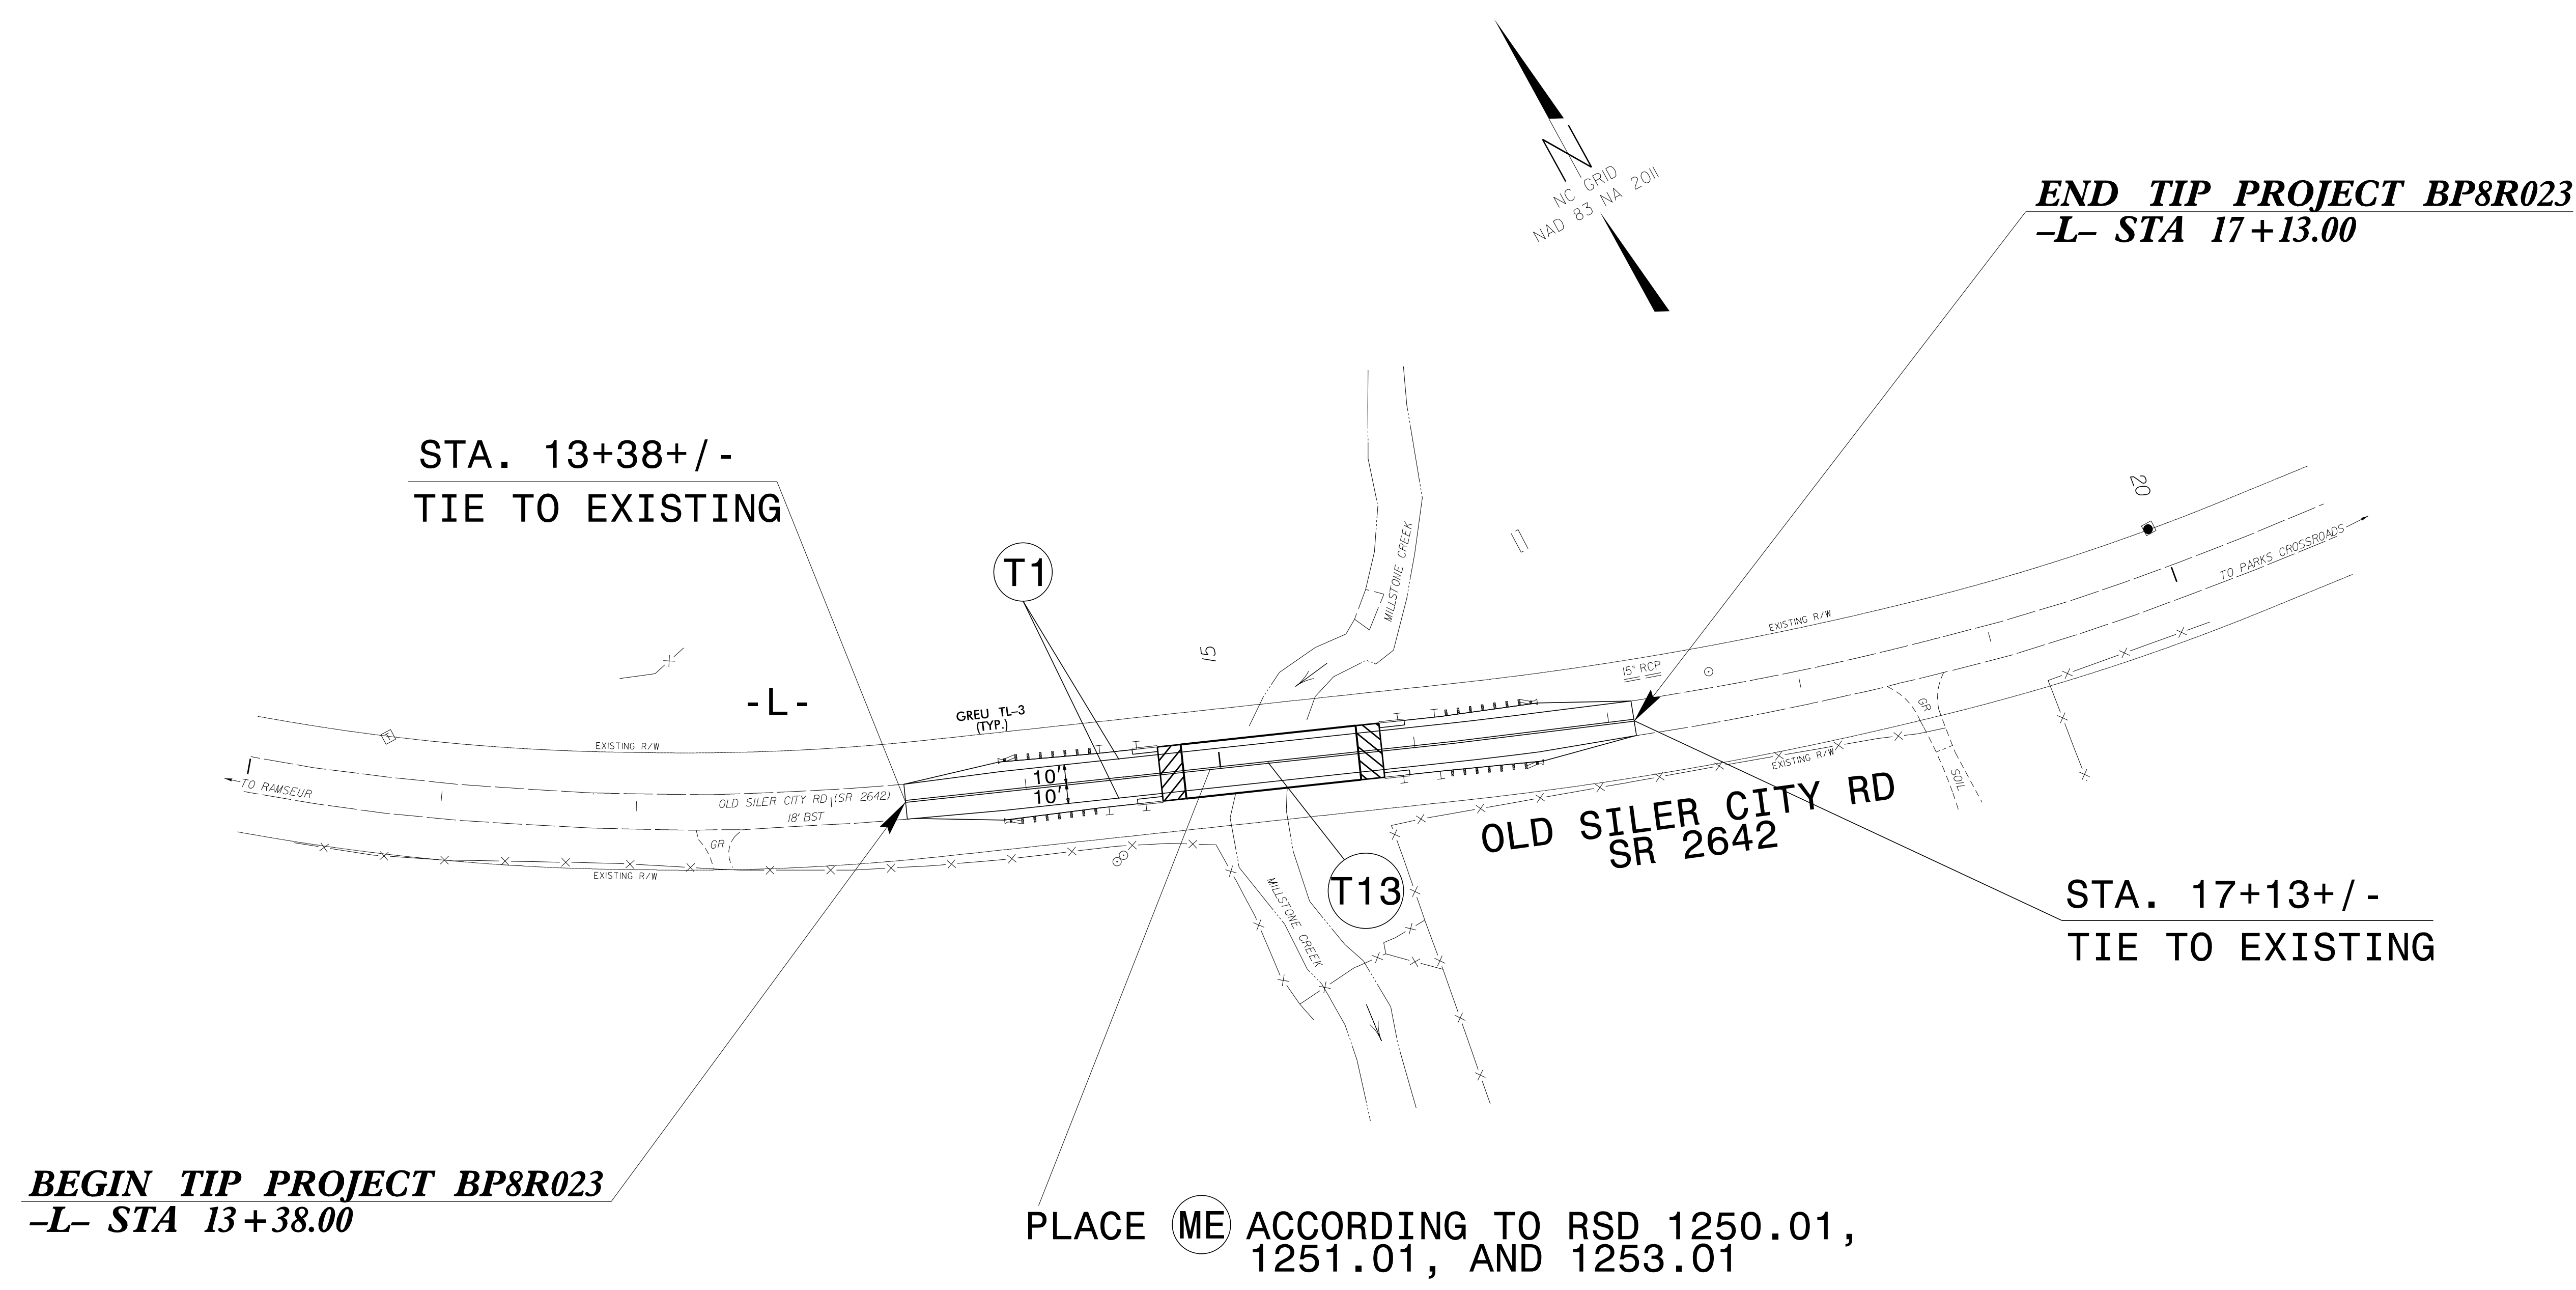 NC GRID
NAD 83 NA 2011
END TIP PROJECT BP8R023
–L– STA 17+13.00
STA. 13+38+/-
TIE TO EXISTING
20
TO PARKS CROSSROADS
MILLSTONE CREEK
T1
EXISTING R/W
15
15" RCP
-L-
GREU TL–3
(TYP.)
EXISTING R/W
GR
EXISTING R/W
SOIL
TO RAMSEUR
10'
10'
OLD SILER CITY RD (SR 2642)
18' BST
GR
EXISTING R/W
OLD SILER CITY RD
SR 2642
T13
MILLSTONE CREEK
STA. 17+13+/-
TIE TO EXISTING
BEGIN TIP PROJECT BP8R023
–L– STA 13+38.00
PLACE ME ACCORDING TO RSD 1250.01,
1251.01, AND 1253.01